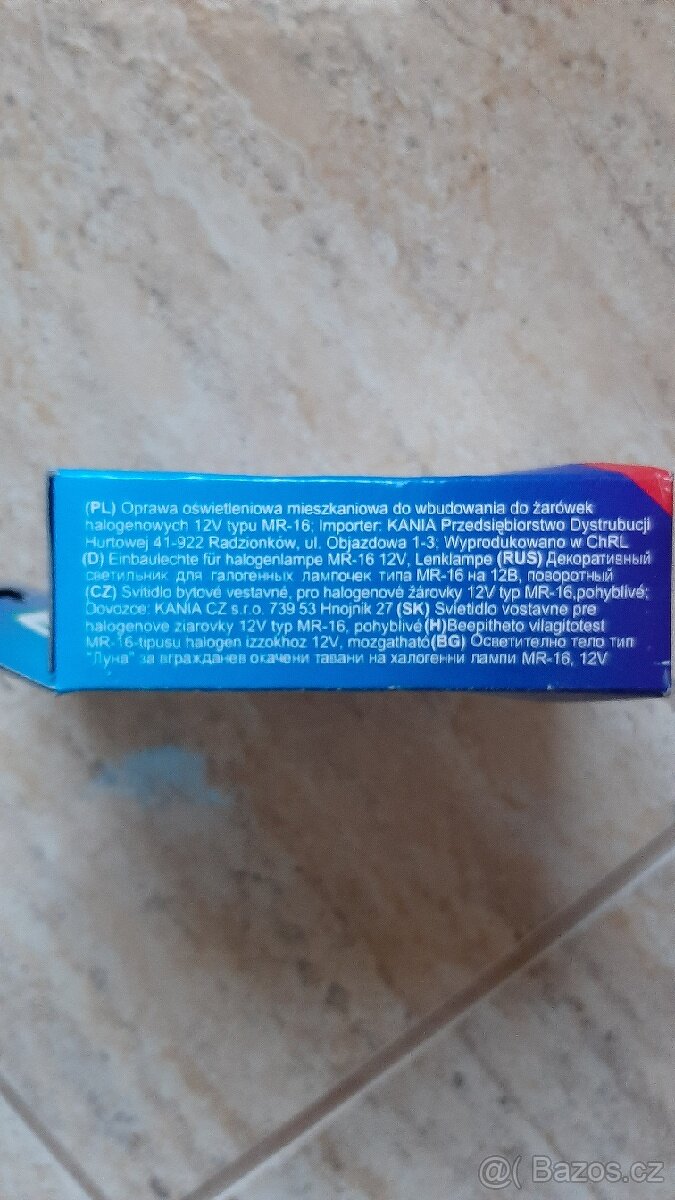 (PL) Oprawa oświetleniowa mieszkaniowa do wbudowania do żarówek
halogenowych 12V typu MR-16; Importer: KANIA Przedsiębiorstwo Dystrubucji
Hurtowej 41-922 Radzionków, ul. Objazdowa 1-3; Wyprodukowano w ChRL
(D) Einbaulechte für halogenlampe MR-16 12V, Lenklampe (RUS) Декоративный
светильник для галогенных лампочек типа MR-16 на 12В, поворотный
(CZ) Svítidlo bytové vestavné, pro halogenové žárovky 12V typ MR-16,pohyblivé;
Dovozce: KANIA CZ s.r.o. 739 53 Hnojnik 27 (SK) Svietidlo vostavne pre
halogenove ziarovky 12V typ MR-16, pohyblivé (H)Beepitheto vilagitotest
MR-16-tipusu halogen izzokhoz 12V, mozgatható(BG) Осветително тяло тип
"Луна" за вграждане в окачени тавани на халогенни лампи MR-16, 12V
@( Bazos.cz